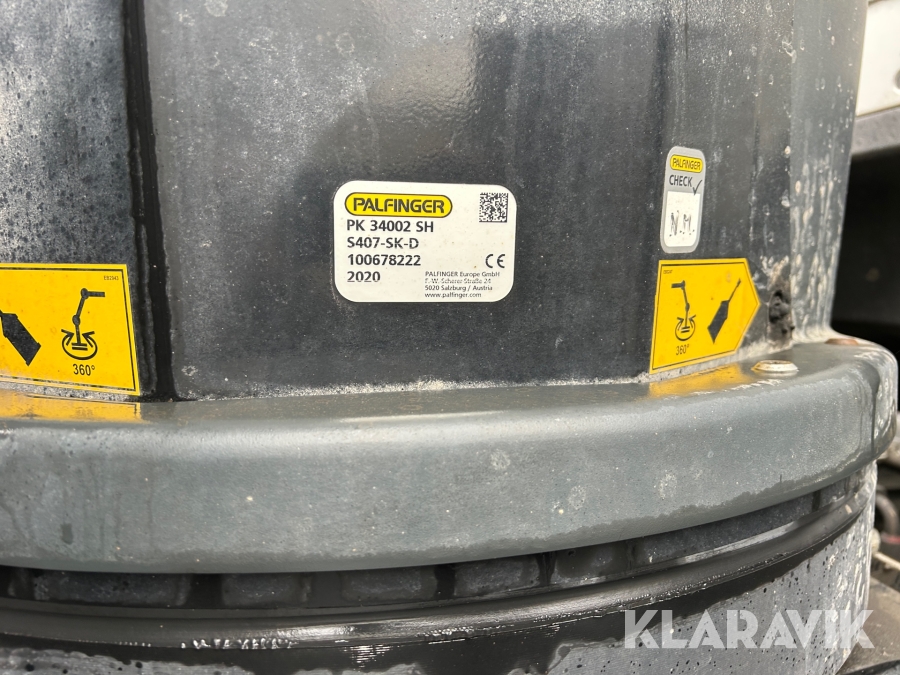 PALFINGER
PK 34002 SH
S407-SK-D
100678222
2020
PALFINGER Europe GmbH
F.-W. Scherer Straße 24
5020 Salzburg / Austria
www.palfinger.com
CE
PALFINGER
CHECK
N.M.
360°
360°
KLARAVIK